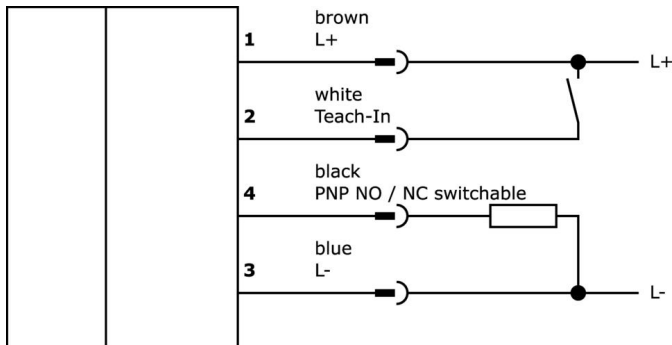 brown
1 L+ L+
white
2 Teach-In
black
4 PNP NO / NC switchable
blue
3 L- L-